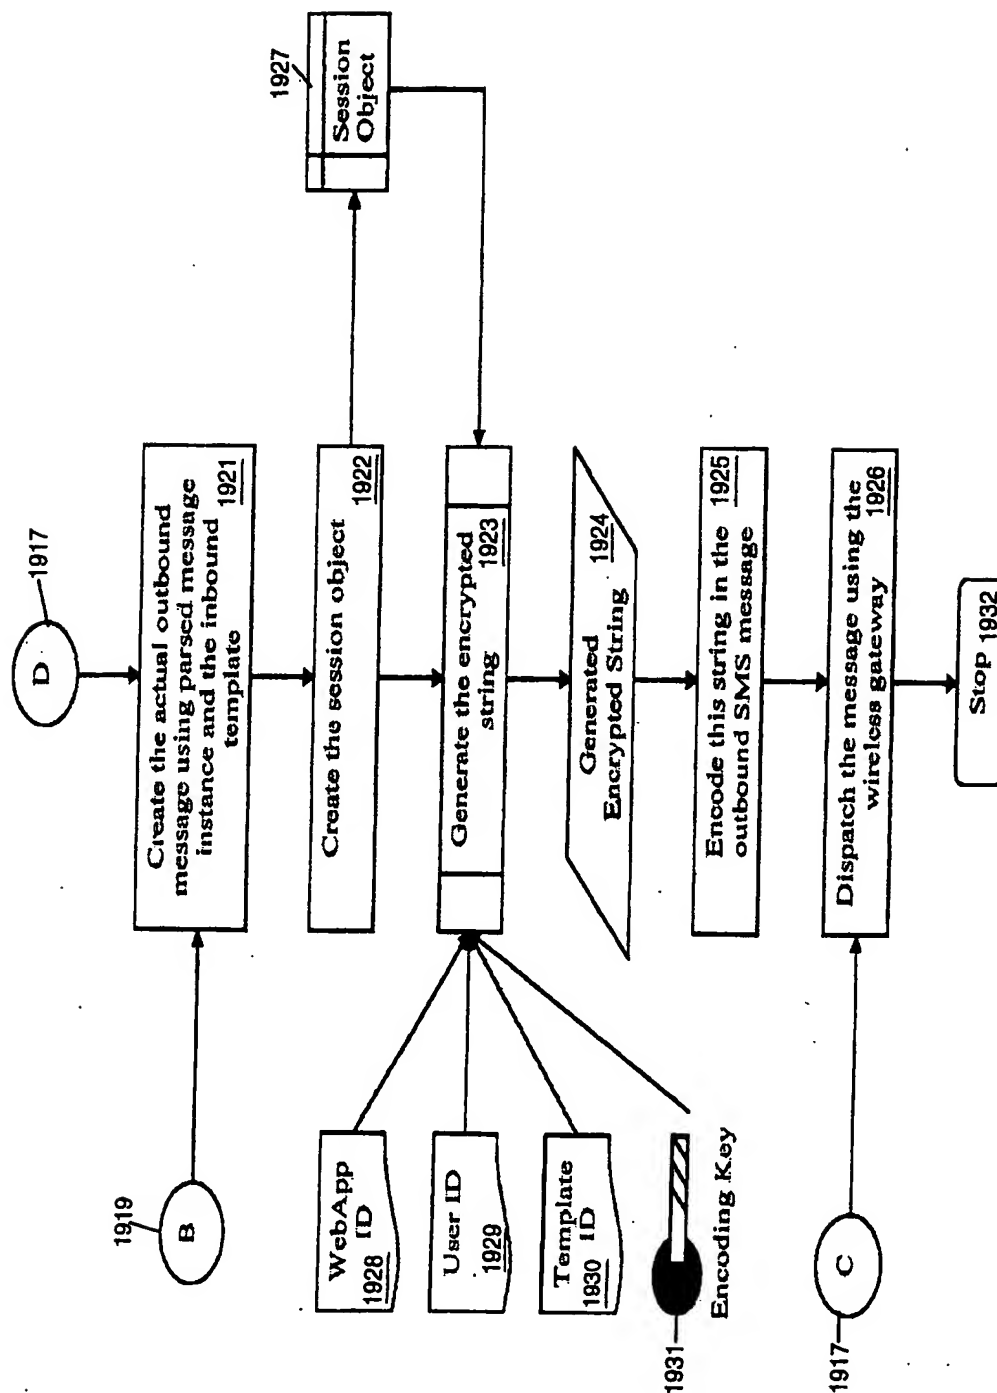 D
1917
1919
B
Create the actual outbound
message using parsed message
instance and the inbound
template
1921
Create the session object
1922
1927
Session
Object
WebApp
ID
1928
User ID
1929
Template
ID
1930
1931
Encoding Key
Generate the encrypted
string
1923
Generated
Encrypted String
1924
Encode this string in the
outbound SMS message
1925
1917
C
Dispatch the message using the
wireless gateway
1926
Stop 1932